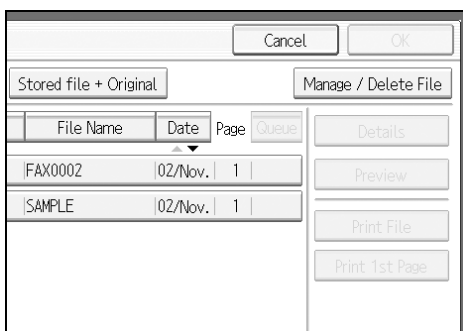 Cancel OK
Stored file + Original Manage / Delete File
File Name Date Page Queue Details
FAX0002 02/Nov. 1 Preview
SAMPLE 02/Nov. 1
Print File
Print 1st Page